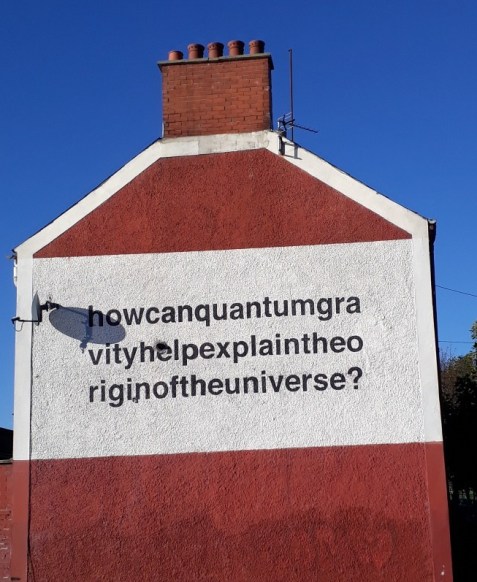 howcanquantumgra
vityhelpexplaintheo
riginoftheuniverse?